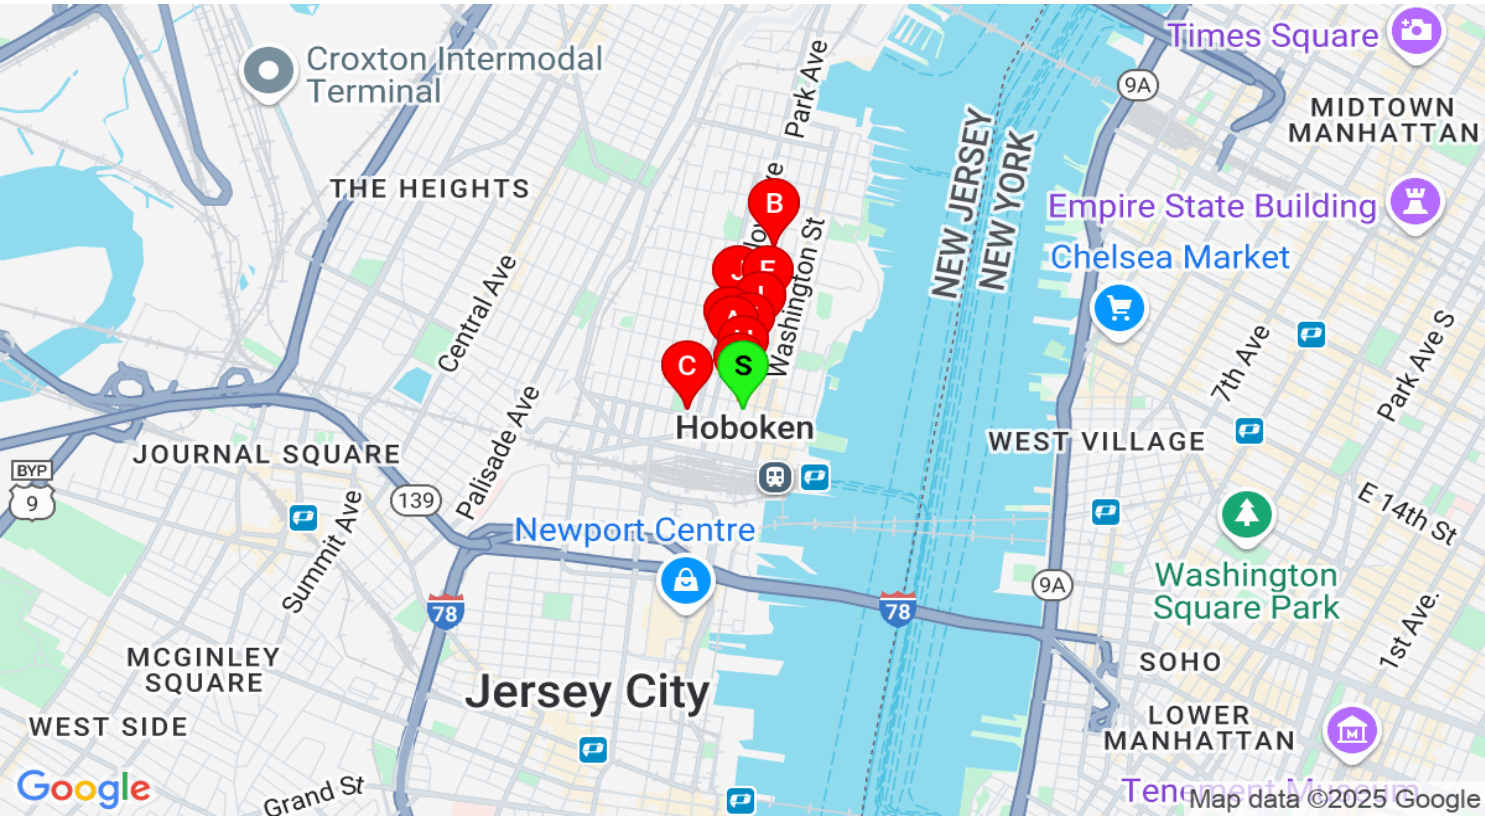 Times Square
Croxton Intermodal
Terminal
Park Ave
9A
MIDTOWN
MANHATTAN
NEW JERSEY
NEW YORK
THE HEIGHTS
B
Empire State Building
Washington St
Chelsea Market
J
Central Ave
A
C
S
7th Ave
Park Ave S
Hoboken
WEST VILLAGE
JOURNAL SQUARE
Palisade Ave
BYP
9
139
Summit Ave
E 14th St
Newport Centre
Washington
Square Park
9A
78
78
1st Ave.
MCGINLEY
SQUARE
SOHO
Jersey City
WEST SIDE
LOWER
MANHATTAN
Google
Grand St
Tenement Museum
Map data ©2025 Google